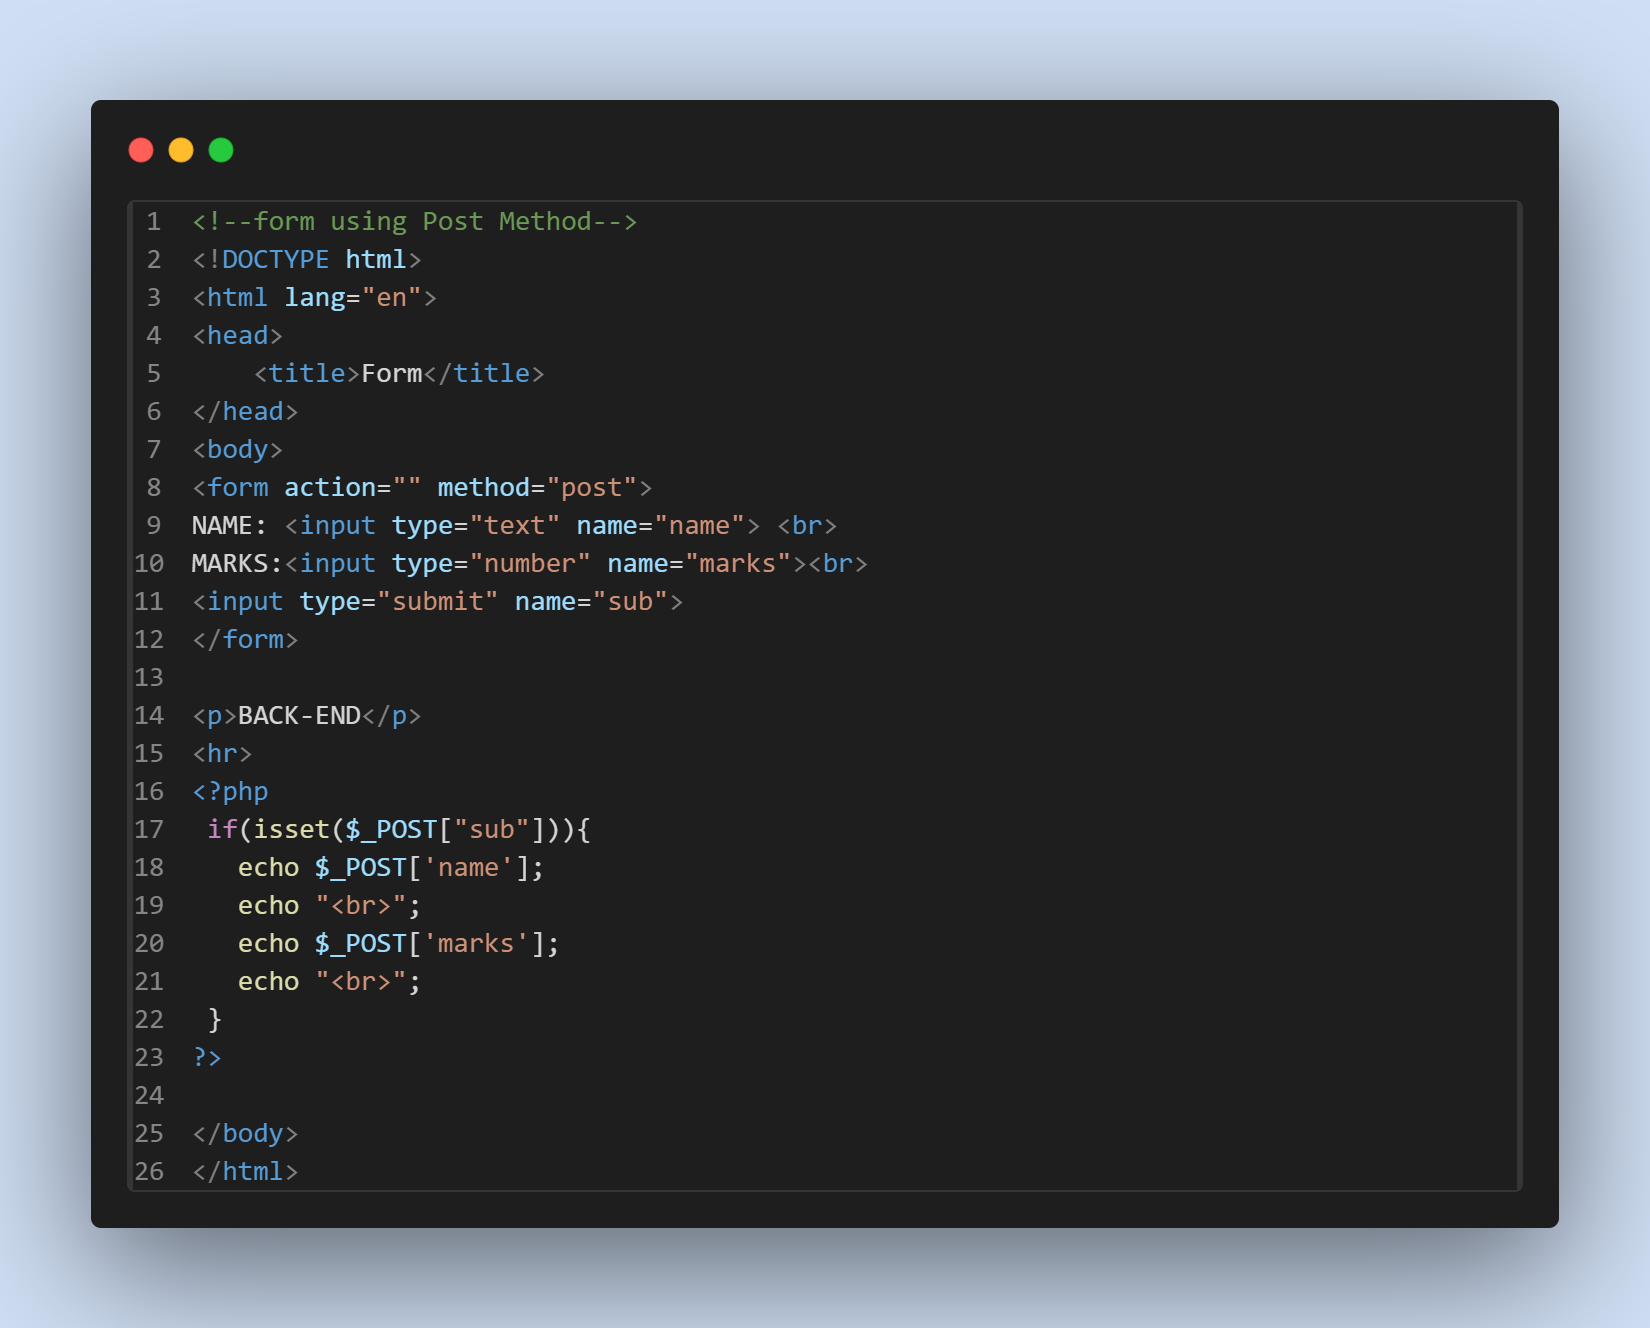 1 <!--form using Post Method-->
2 <!DOCTYPE html>
3 <html lang="en">
4 <head>
5     <title>Form</title>
6 </head>
7 <body>
8 <form action="" method="post">
9 NAME: <input type="text" name="name"> <br>
10 MARKS:<input type="number" name="marks"><br>
11 <input type="submit" name="sub">
12 </form>
13
14 <p>BACK-END</p>
15 <hr>
16 <?php
17  if(isset($_POST["sub"])){
18    echo $_POST['name'];
19    echo "<br>";
20    echo $_POST['marks'];
21    echo "<br>";
22  }
23 ?>
24
25 </body>
26 </html>